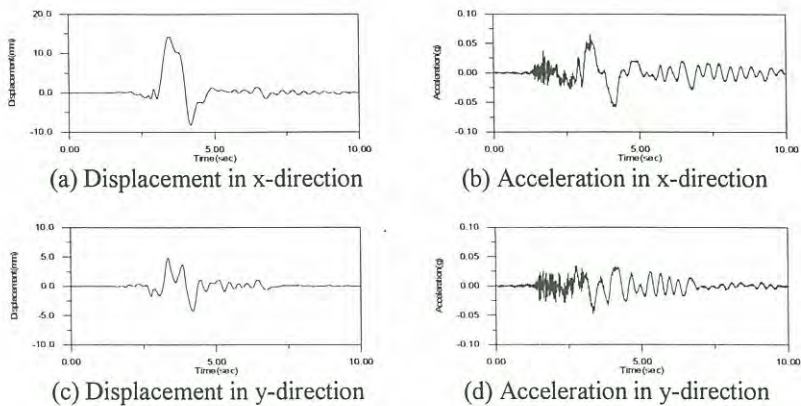 20.0
10.0
0.0
-10.0
Displacement(mm)
0.00
5.00
10.00
Time(sec)
(a) Displacement in x-direction
0.10
0.05
0.00
-0.05
-0.10
Acceleration(g)
0.00
5.00
10.00
Time(sec)
(b) Acceleration in x-direction
10.0
5.0
0.0
-5.0
-10.0
Displacement(mm)
0.00
5.00
10.00
Time(sec)
(c) Displacement in y-direction
0.10
0.05
0.00
-0.05
-0.10
Acceleration(g)
0.00
5.00
10.00
Time(sec)
(d) Acceleration in y-direction